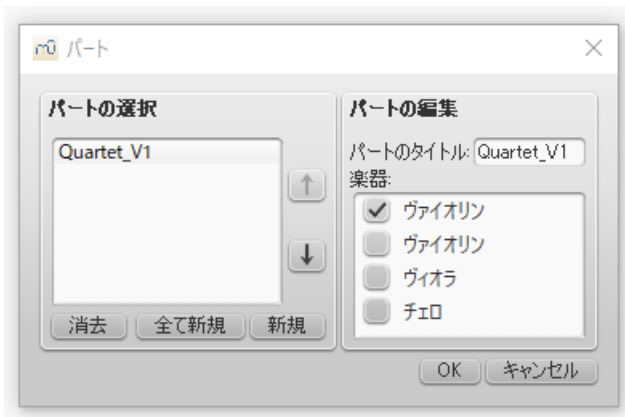 パート
パートの選択
Quartet_V1
消去 全て新規 新規
パートの編集
パートのタイトル: Quartet_V1
楽器:
ヴァイオリン
ヴァイオリン
ヴィオラ
チェロ
OK キャンセル